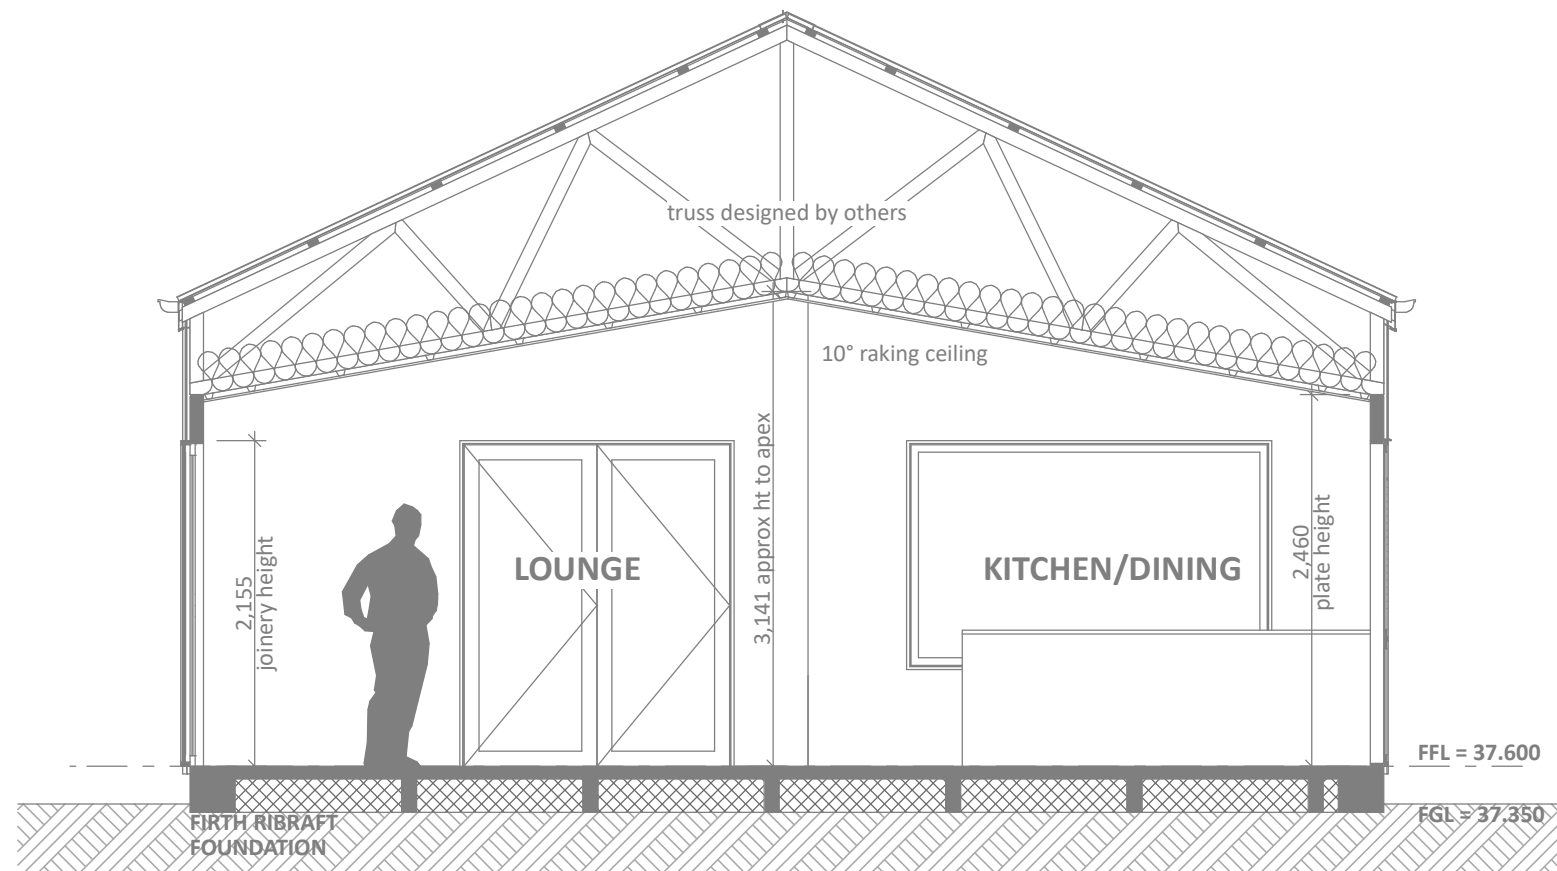 truss designed by others
10° raking ceiling
3,141 approx ht to apex
LOUNGE
KITCHEN/DINING
2,155
joinery height
2,460
plate height
FFL = 37.600
FGL = 37.350
FIRTH RIBRAFT
FOUNDATION